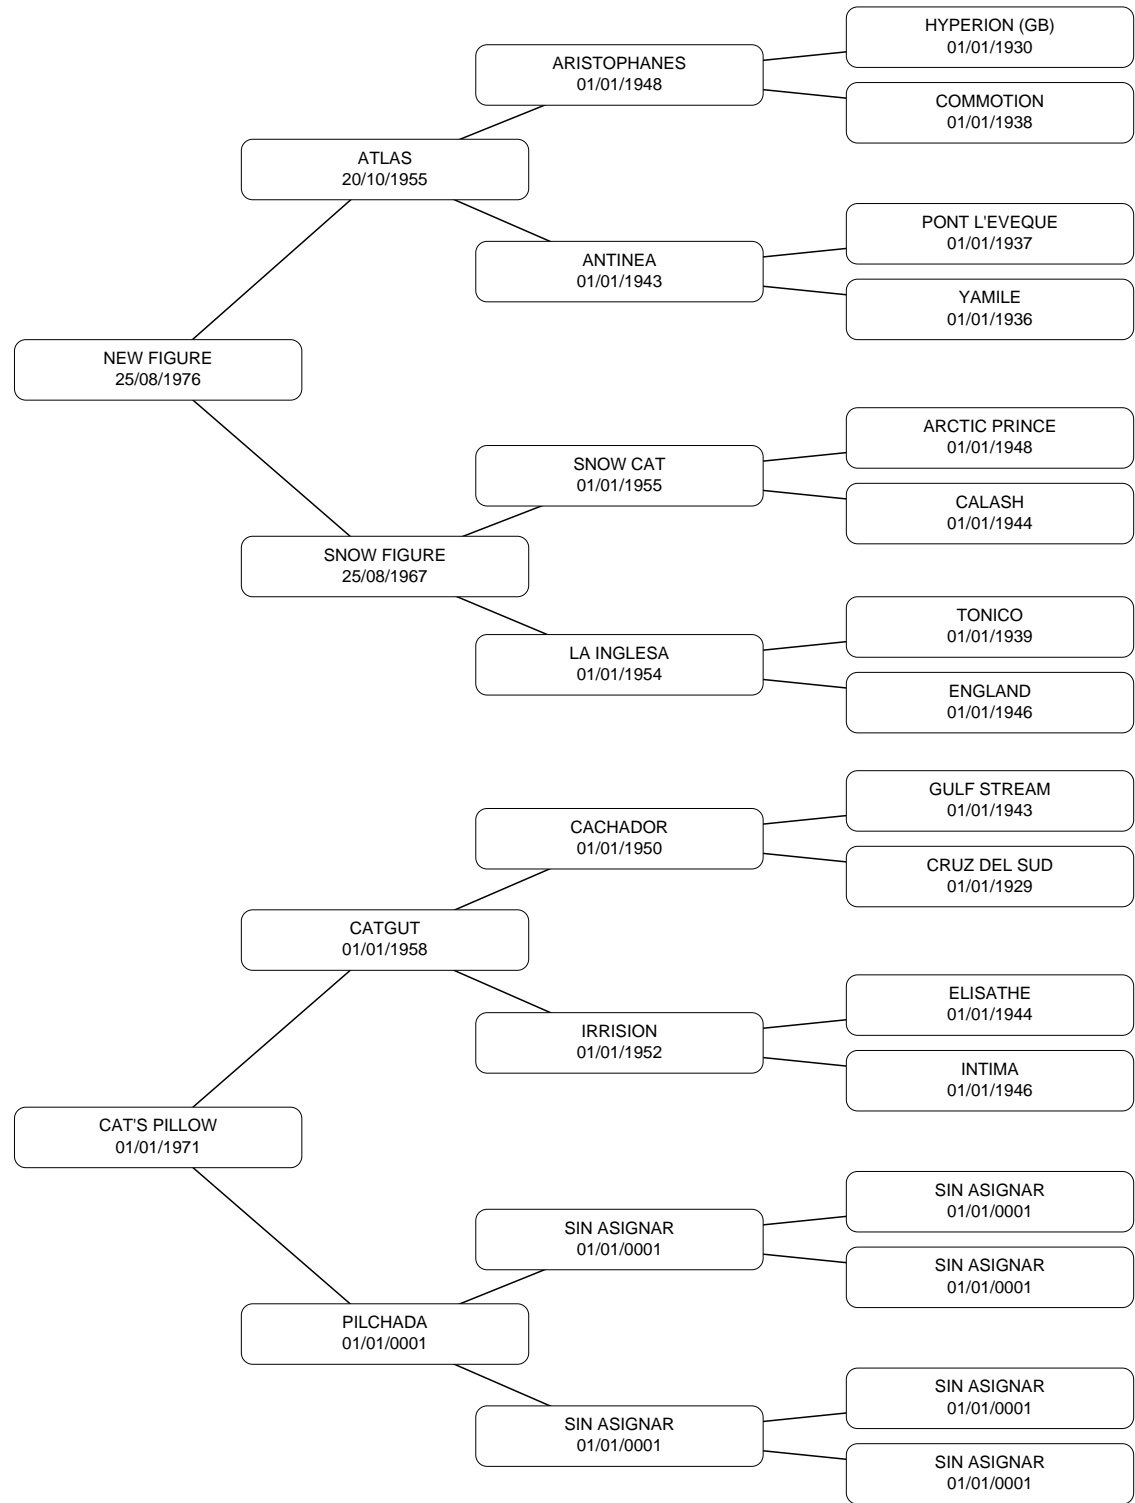 HYPERION (GB)
01/01/1930
ARISTOPHANES
01/01/1948
COMMOTION
01/01/1938
ATLAS
20/10/1955
PONT L'EVEQUE
01/01/1937
ANTINEA
01/01/1943
YAMILE
01/01/1936
NEW FIGURE
25/08/1976
ARCTIC PRINCE
01/01/1948
SNOW CAT
01/01/1955
CALASH
01/01/1944
SNOW FIGURE
25/08/1967
TONICO
01/01/1939
LA INGLESA
01/01/1954
ENGLAND
01/01/1946
GULF STREAM
01/01/1943
CACHADOR
01/01/1950
CRUZ DEL SUD
01/01/1929
CATGUT
01/01/1958
ELISATHE
01/01/1944
IRRISION
01/01/1952
INTIMA
01/01/1946
CAT'S PILLOW
01/01/1971
SIN ASIGNAR
01/01/0001
SIN ASIGNAR
01/01/0001
SIN ASIGNAR
01/01/0001
PILCHADA
01/01/0001
SIN ASIGNAR
01/01/0001
SIN ASIGNAR
01/01/0001
SIN ASIGNAR
01/01/0001